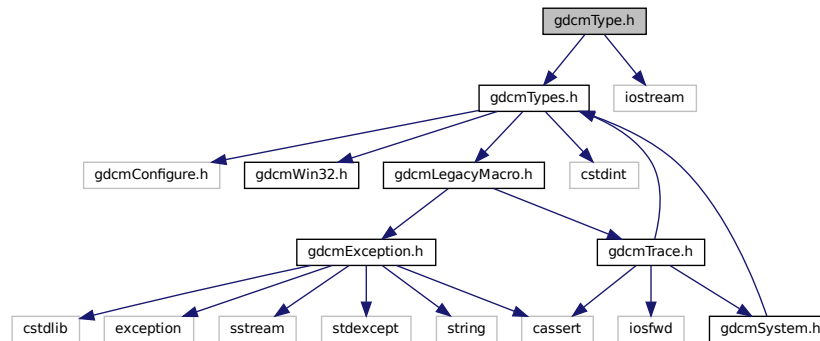 gdcmType.h
gdcmTypes.h
iostream
gdcmConfigure.h
gdcmWin32.h
gdcmLegacyMacro.h
cstdint
gdcmException.h
gdcmTrace.h
cstdlib
exception
sstream
stdexcept
string
cassert
iosfwd
gdcmSystem.h